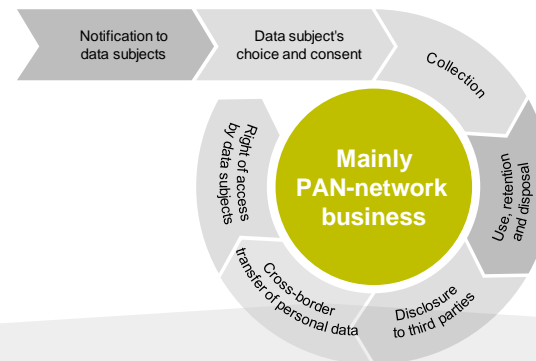 Notification to
data subjects
Data subject's
choice and consent
Collection
Use, retention
and disposal
Disclosure
to third parties
Cross-border
transfer of personal data
Right of access
by data subjects
Mainly
PAN-network
business